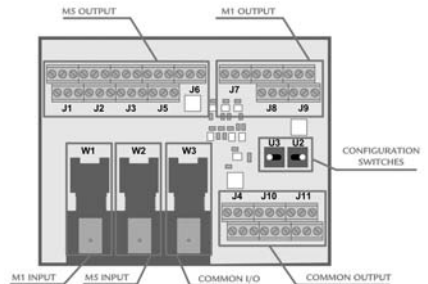 M5 OUTPUT
M1 OUTPUT
J6
J7
J1 J2 J3 J5
J8 J9
U3 U2
W1 W2 W3
CONFIGURATION
SWITCHES
J4 J10 J11
M1 INPUT
M5 INPUT
COMMON I/O
COMMON OUTPUT